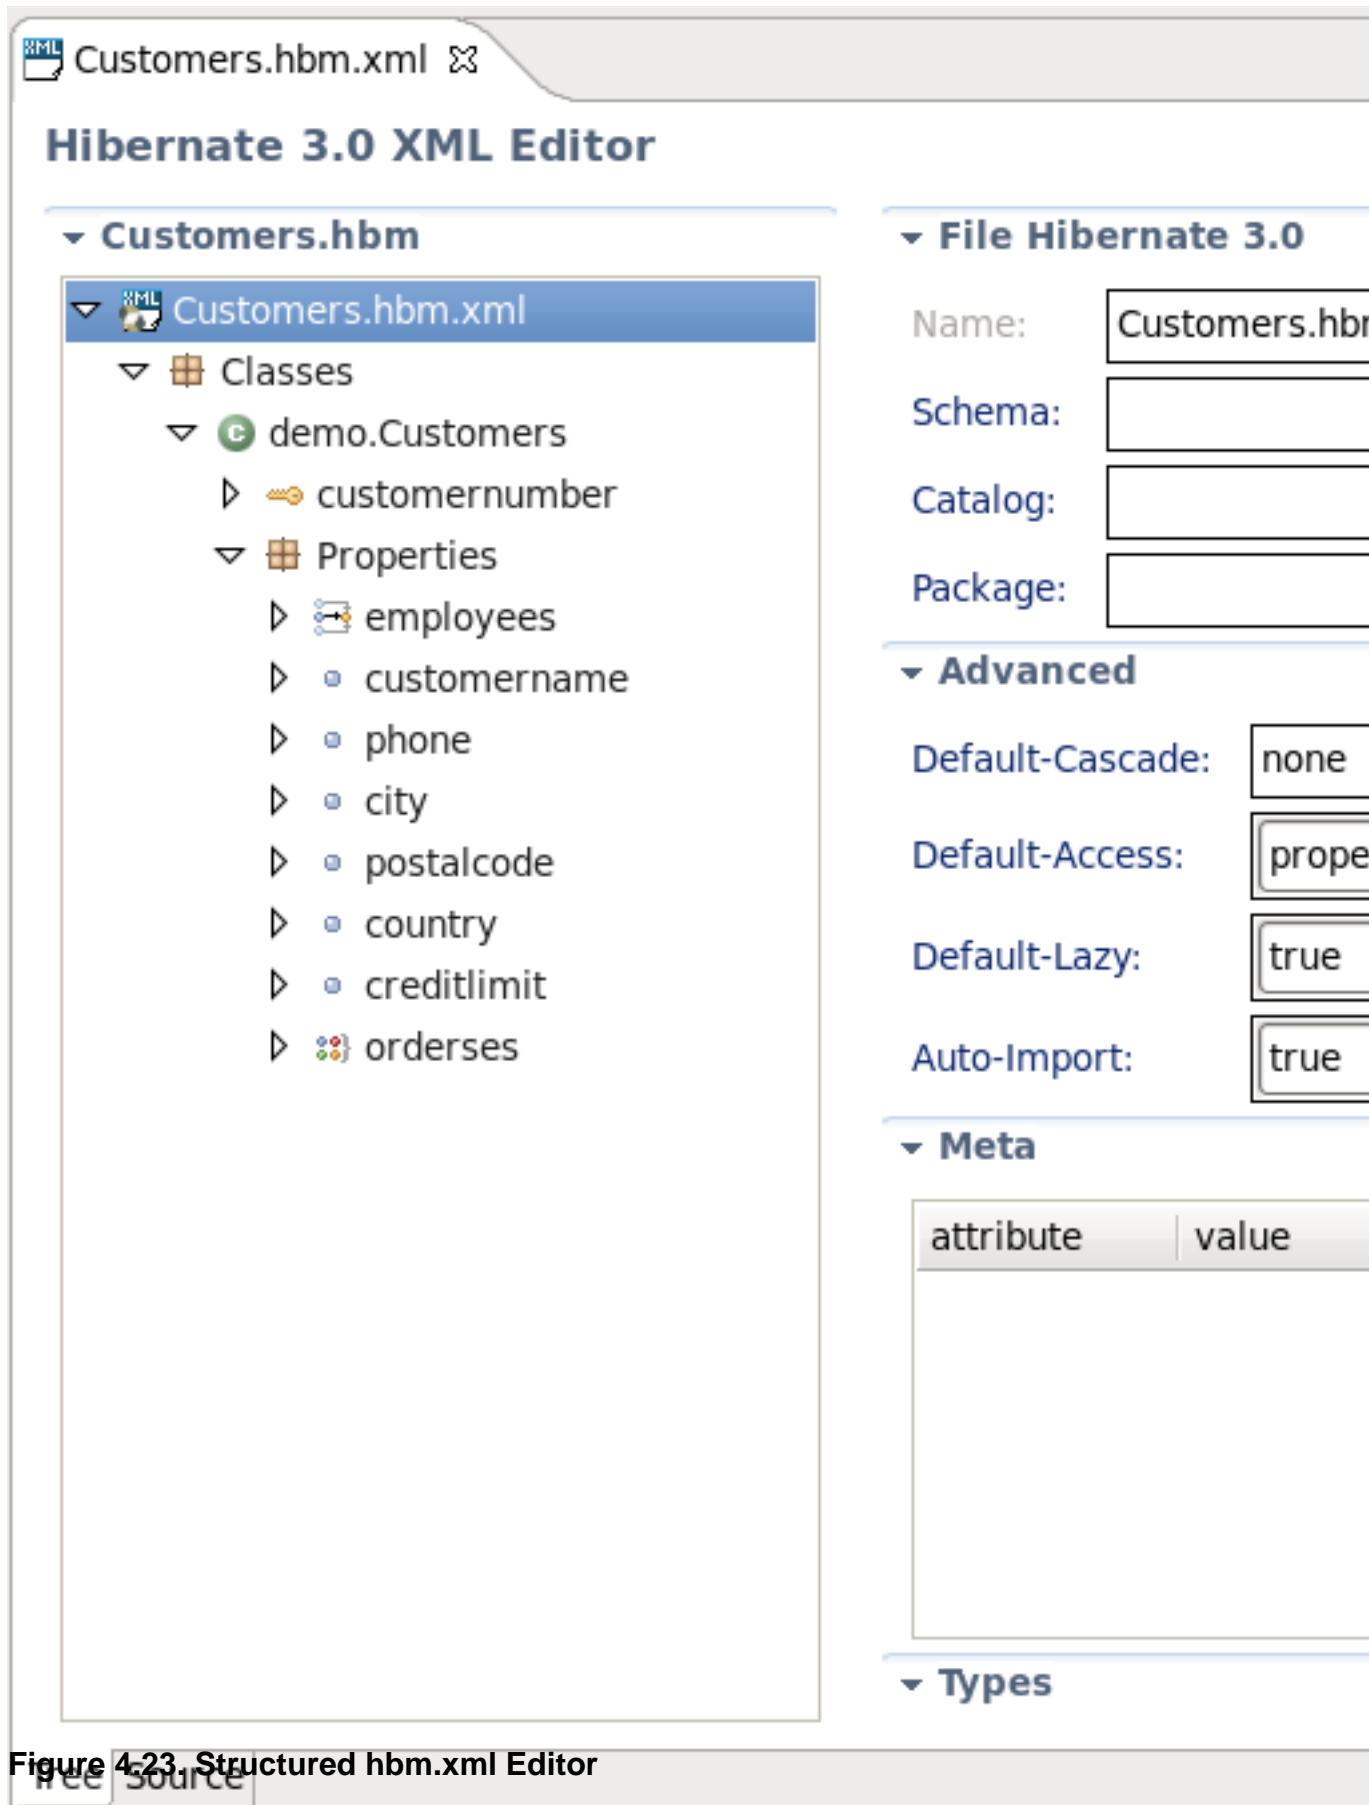 Customers.hbm.xml
Hibernate 3.0 XML Editor
Customers.hbm
Customers.hbm.xml
Classes
demo.Customers
customernumber
Properties
employees
customername
phone
city
postalcode
country
creditlimit
orderses
File Hibernate 3.0
Name: Customers.hbr
Schema:
Catalog:
Package:
Advanced
Default-Cascade: none
Default-Access: prope
Default-Lazy: true
Auto-Import: true
Meta
attribute value
Types
Tree Source
Figure 4.23. Structured hbm.xml Editor